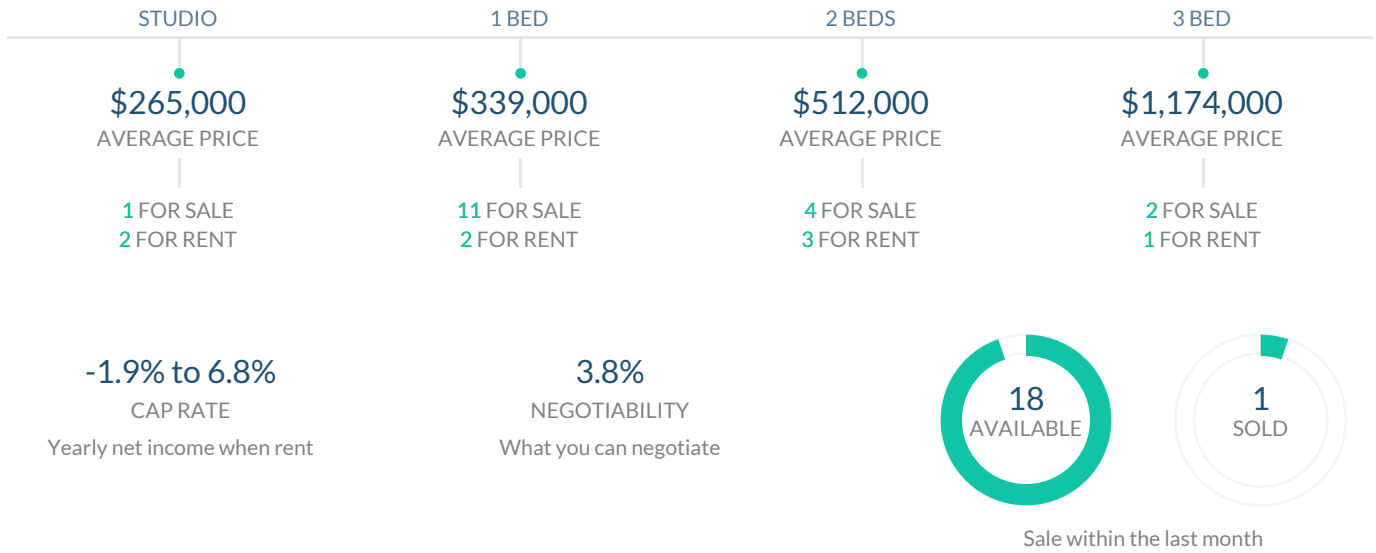 STUDIO
1 BED
2 BEDS
3 BED
$265,000
AVERAGE PRICE
$339,000
AVERAGE PRICE
$512,000
AVERAGE PRICE
$1,174,000
AVERAGE PRICE
1 FOR SALE
2 FOR RENT
11 FOR SALE
2 FOR RENT
4 FOR SALE
3 FOR RENT
2 FOR SALE
1 FOR RENT
-1.9% to 6.8%
CAP RATE
Yearly net income when rent
3.8%
NEGOTIABILITY
What you can negotiate
18
AVAILABLE
1
SOLD
Sale within the last month